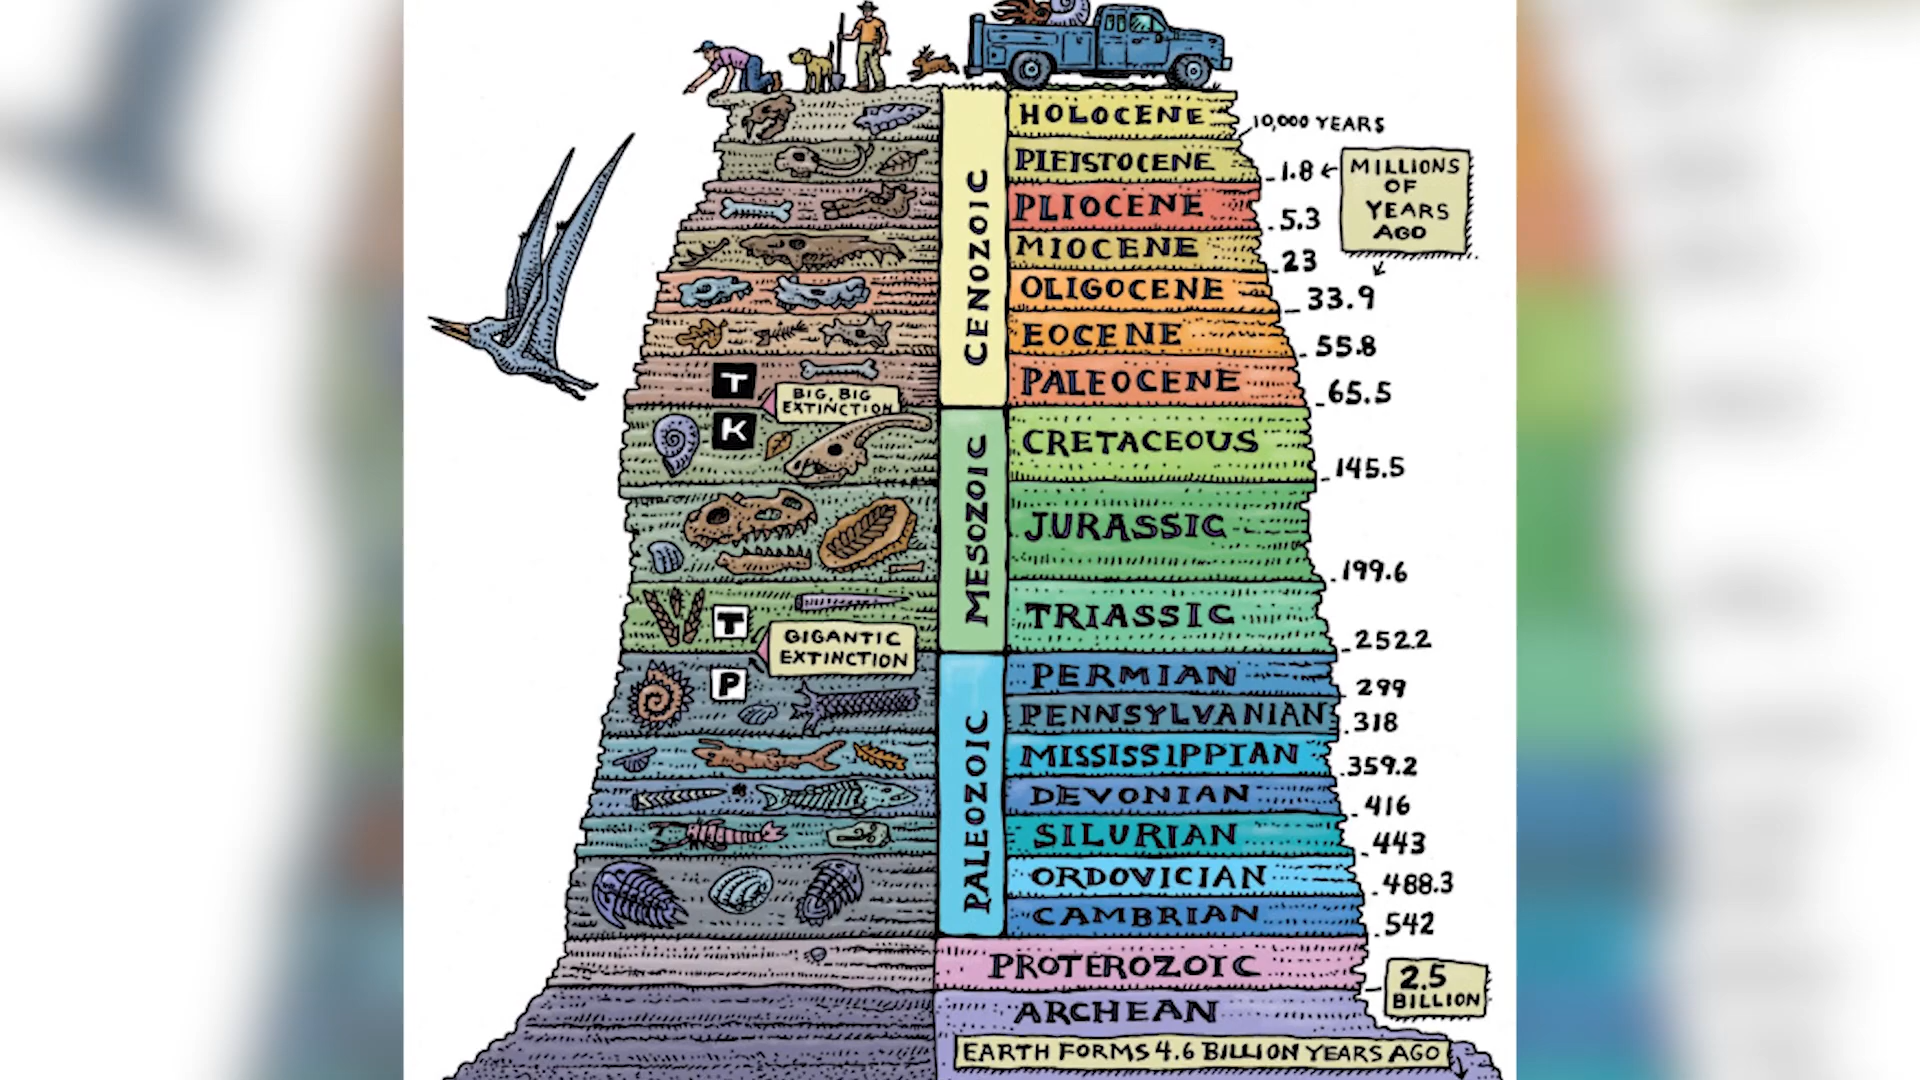 HOLOCENE
10,000 YEARS
PLEISTOCENE
1.8
MILLIONS
OF
YEARS
AGO
PLIOCENE
5.3
MIOCENE
23
OLIGOCENE
33.9
EOCENE
55.8
T
PALEOCENE
65.5
BIG, BIG
EXTINCTION
CENOZOIC
K
CRETACEOUS
145.5
JURASSIC
199.6
TRIASSIC
252.2
MESOZOIC
T
GIGANTIC
EXTINCTION
P
PERMIAN
299
PENNSYLVANIAN
318
MISSISSIPPIAN
359.2
DEVONIAN
416
SILURIAN
443
ORDOVICIAN
488.3
CAMBRIAN
542
PALEOZOIC
PROTEROZOIC
2.5
BILLION
ARCHEAN
EARTH FORMS 4.6 BILLION YEARS AGO